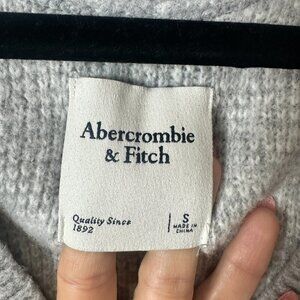 Abercrombie
& Fitch
Quality Since
1892
S
MADE IN
CHINA